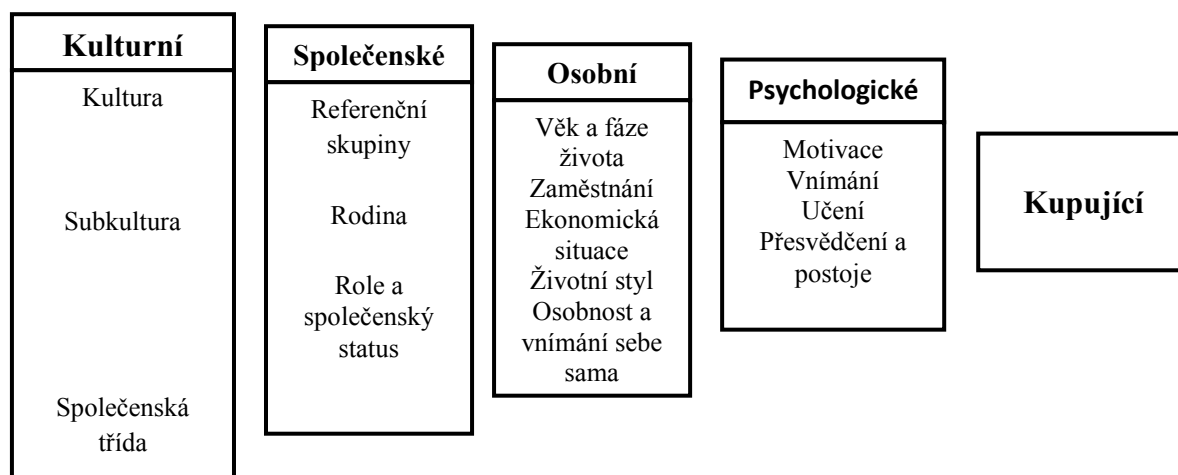 Kulturní
Kultura
Subkultura
Společenská
třída
Společenské
Referenční
skupiny
Rodina
Role a
společenský
status
Osobní
Věk a fáze
života
Zaměstnání
Ekonomická
situace
Životní styl
Osobnost a
vnímání sebe
sama
Psychologické
Motivace
Vnímání
Učení
Přesvědčení a
postoje
Kupující